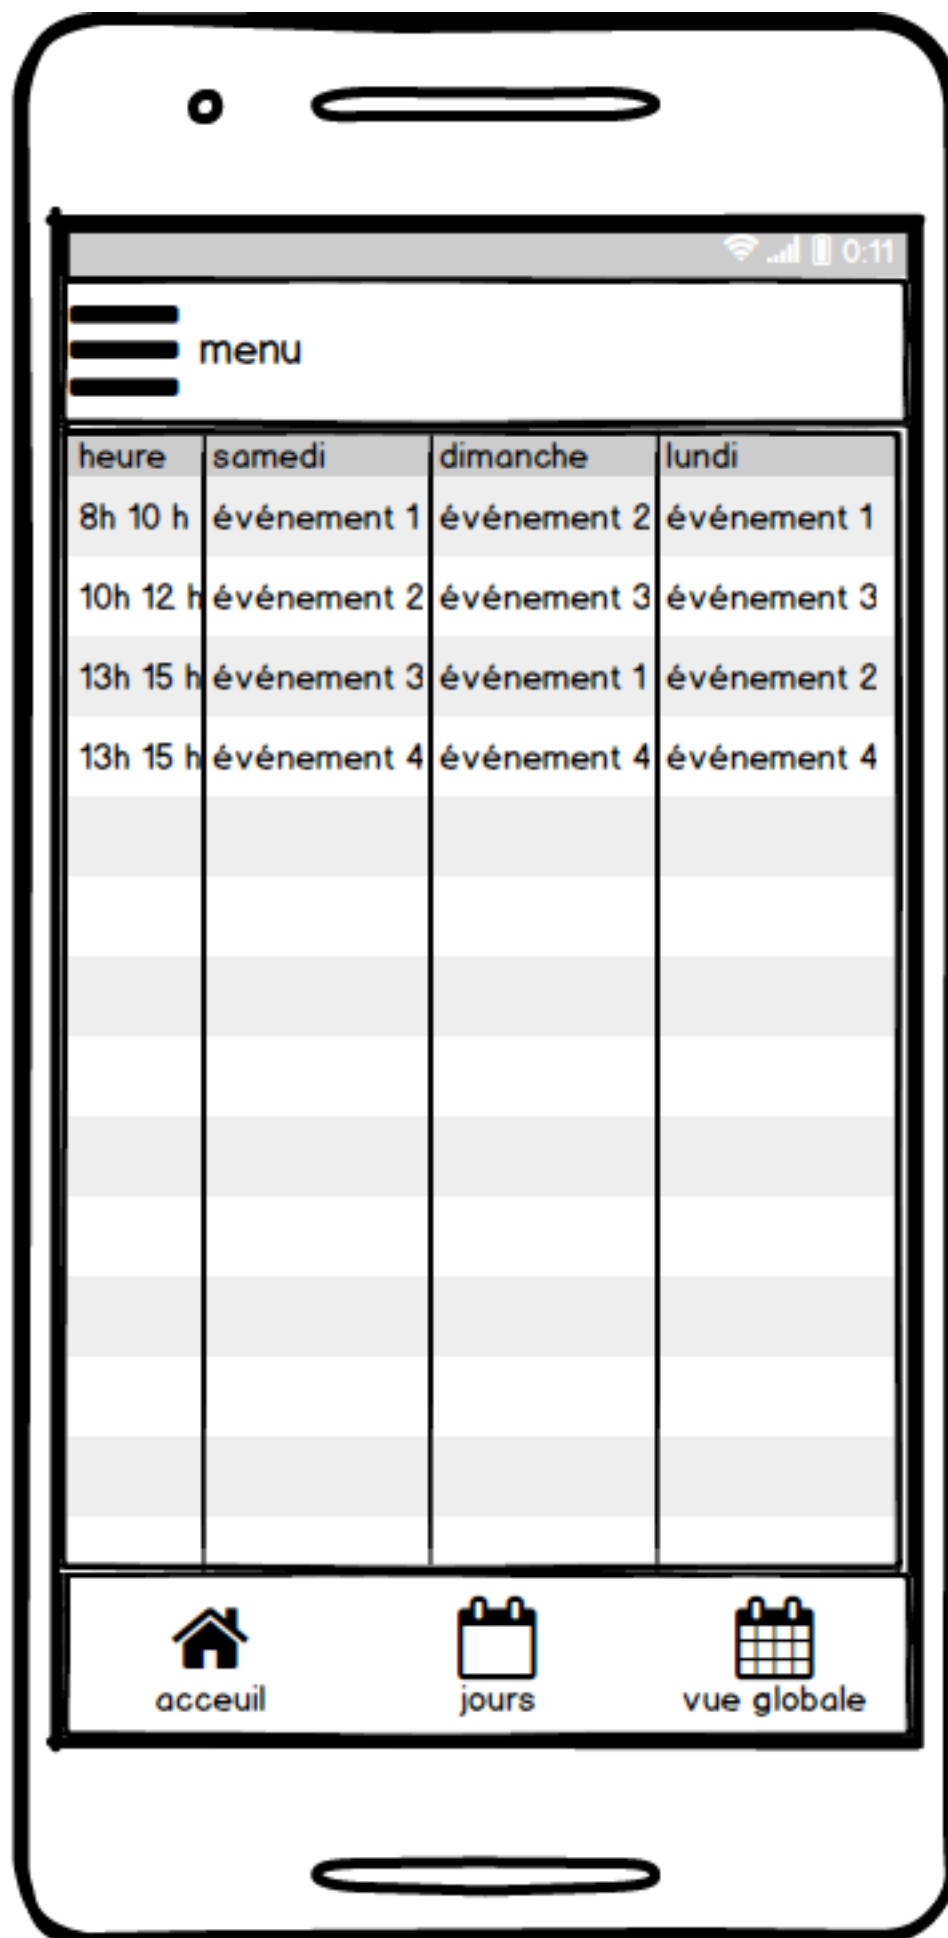 0:11
menu
heure samedi dimanche lundi
8h 10 h événement 1 événement 2 événement 1
10h 12 h événement 2 événement 3 événement 3
13h 15 h événement 3 événement 1 événement 2
13h 15 h événement 4 événement 4 événement 4
acceuil jours vue globale